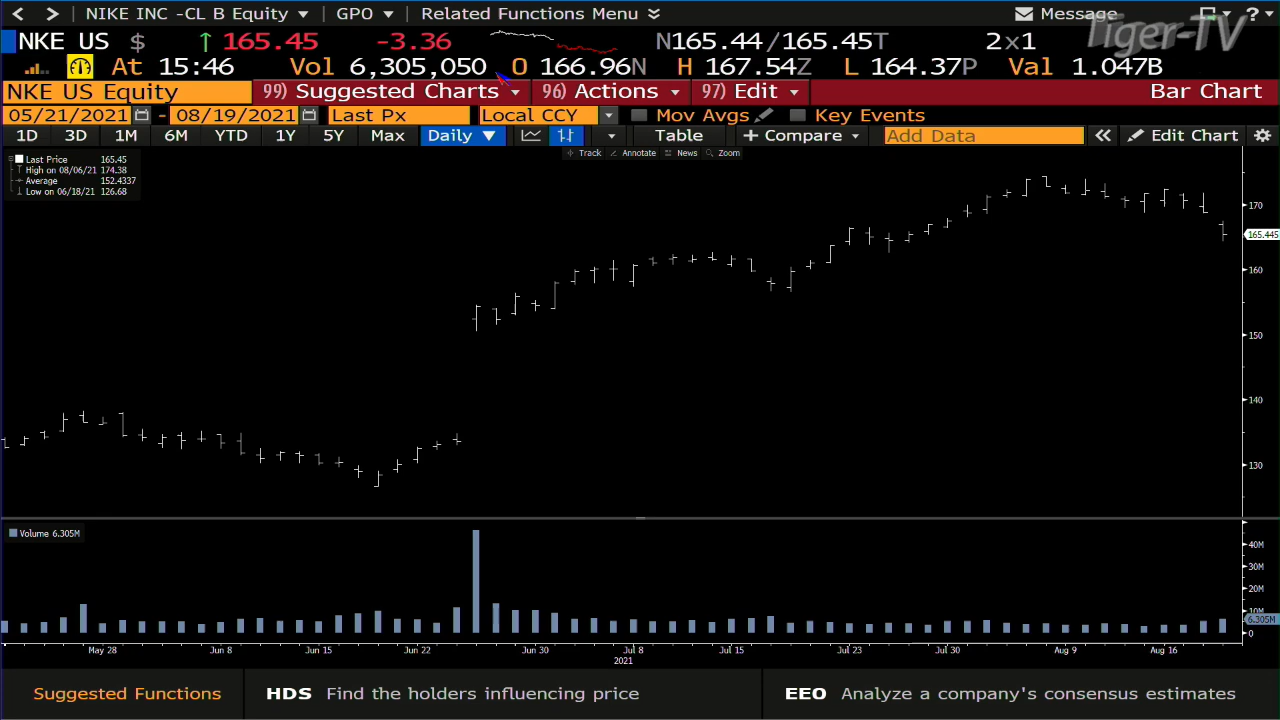 NIKE INC -CL B Equity GPO Related Functions Menu Message ?
Tiger-TV
NKE US $ 165.45 -3.36 N165.44/165.45T 2x1
At 15:46 Vol 6,305,050 O 166.96N H 167.54Z L 164.37P Val 1.047B
NKE US Equity 99) Suggested Charts 96) Actions 97) Edit Bar Chart
05/21/2021 - 08/19/2021 Last Px Local CCY Mov Avgs Key Events
1D 3D 1M 6M YTD 1Y 5Y Max Daily ▼ Table + Compare Add Data « Edit Chart
Track Annotate News Zoom
Last Price 165.45
High on 08/06/21 174.38
Average 152.4337
Low on 06/18/21 126.68
170
165.445
160
150
140
130
Volume 6.305M
40M
30M
20M
10M
6.305M
0
May 28 Jun 8 Jun 15 Jun 22 Jun 30 Jul 8 Jul 15 Jul 23 Jul 30 Aug 9 Aug 16
2021
Suggested Functions HDS Find the holders influencing price EEO Analyze a company's consensus estimates